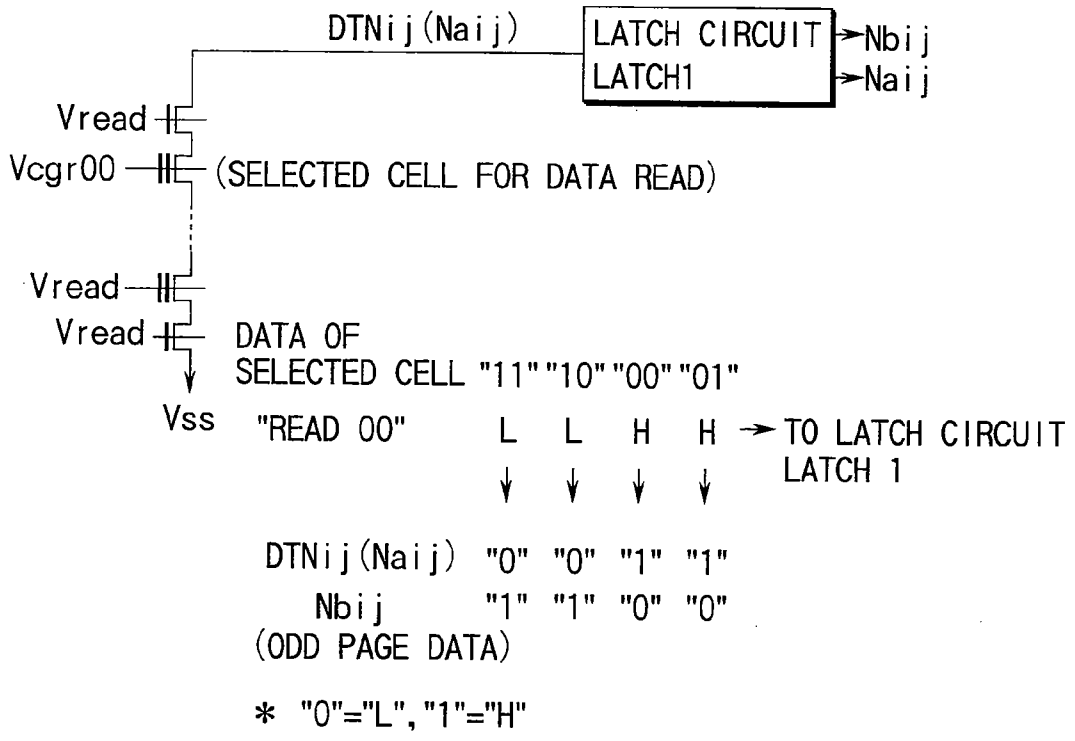 DTNij(Naij)
LATCH CIRCUIT
LATCH1
Nbij
Naij
Vread
Vcgr00
(SELECTED CELL FOR DATA READ)
Vread
Vread
Vss
DATA OF
SELECTED CELL "11" "10" "00" "01"
"READ 00" L L H H
TO LATCH CIRCUIT
LATCH 1
DTNij(Naij) "0" "0" "1" "1"
Nbij "1" "1" "0" "0"
(ODD PAGE DATA)
* "0"="L", "1"="H"